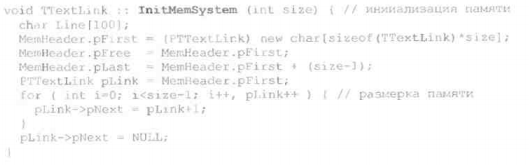 void TTextLink :: InitMemSystem (int size) { // инициализация памяти
char Line[100];
MemHeader.pFirst = (PTTextLink) new char[sizeof(TTextLink)*size];
MemHeader.pFree = MemHeader.pFirst;
MemHeader.pLast = MemHeader.pFirst + (size-1);
PTTextLink pLink = MemHeader.pFirst;
for ( int i=0; i<size-1; i++, pLink++ ) { // размерка памяти
pLink->pNext = pLink+1;
}
pLink->pNext = NULL;
}